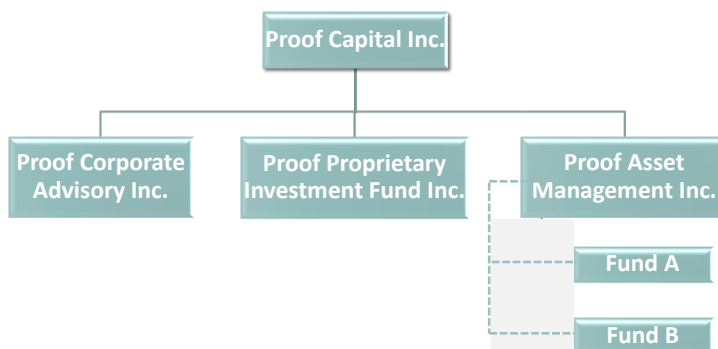 Proof Capital Inc.
Proof Corporate
Advisory Inc.
Proof Proprietary
Investment Fund Inc.
Proof Asset
Management Inc.
Fund A
Fund B